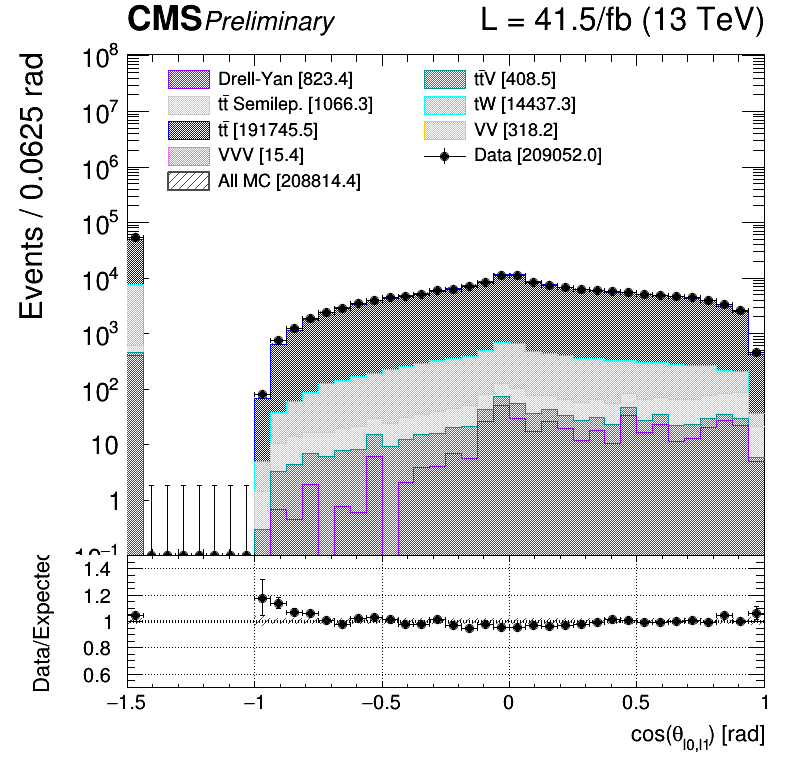 CMS Preliminary L = 41.5/fb (13 TeV)
Events / 0.0625 rad
10⁸
10⁷
10⁶
10⁵
10⁴
10³
10²
10
1
10⁻¹
Drell-Yan [823.4]
tt̄ Semilep. [1066.3]
tt̄ [191745.5]
VVV [15.4]
All MC [208814.4]
tt̄V [408.5]
tW [14437.3]
VV [318.2]
Data [209052.0]
Data/Expected
1.4
1.2
1
0.8
0.6
−1.5 −1 −0.5 0 0.5 1
cos(θ_l0,l1) [rad]